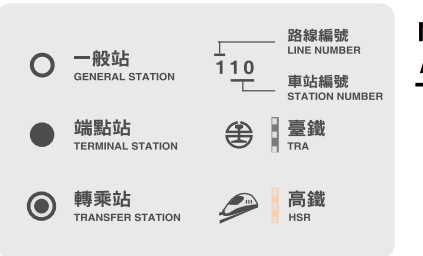 一般站
GENERAL STATION
端點站
TERMINAL STATION
轉乘站
TRANSFER STATION
路線編號
LINE NUMBER
110
車站編號
STATION NUMBER
臺鐵
TRA
高鐵
HSR